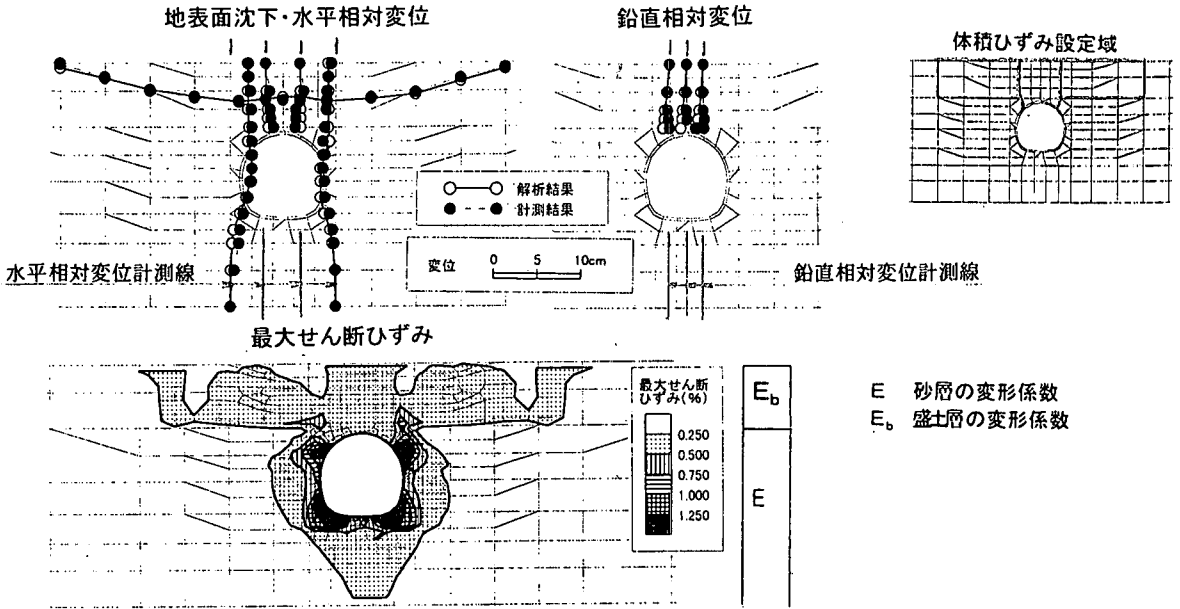 地表面沈下・水平相対変位
鉛直相対変位
体積ひずみ設定域
解析結果
計測結果
変位 0 5 10cm
水平相対変位計測線
鉛直相対変位計測線
最大せん断ひずみ
最大せん断
ひずみ(%)
0.250
0.500
0.750
1.000
1.250
Eb
E
E 砂層の変形係数
Eb 盛土層の変形係数